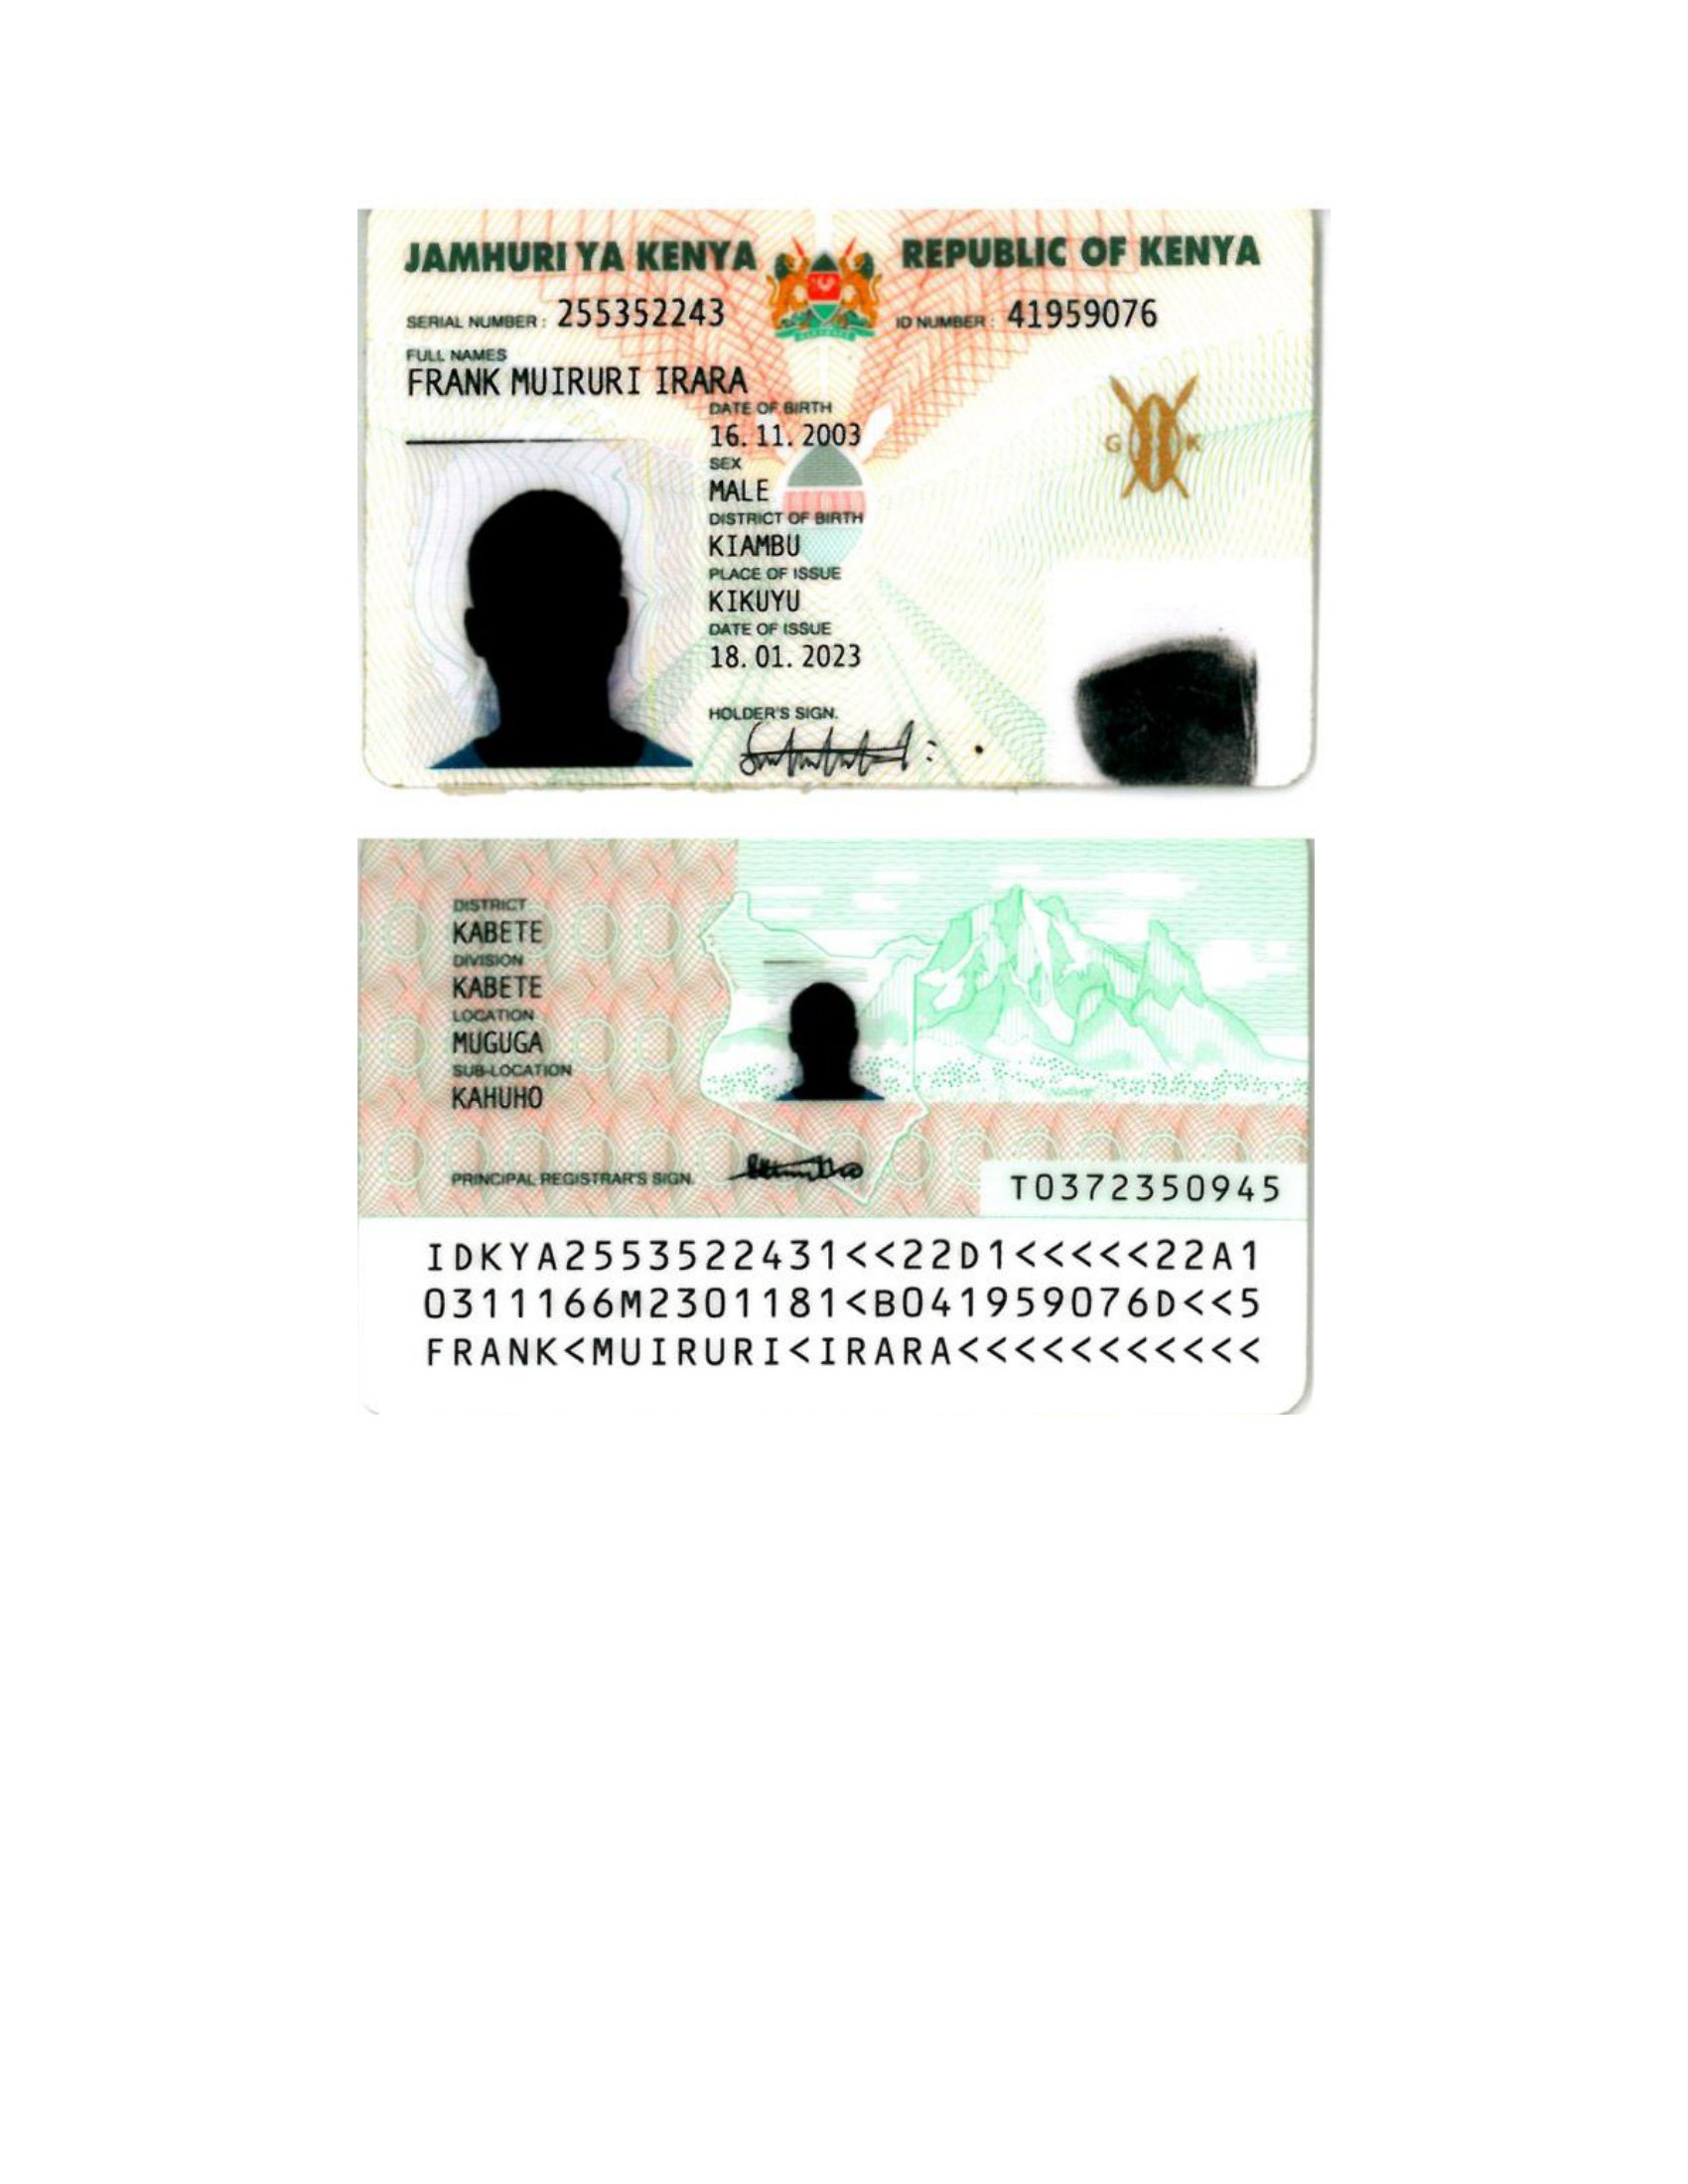 JAMHURI YA KENYA REPUBLIC OF KENYA
SERIAL NUMBER: 255352243 ID NUMBER: 41959076
FULL NAMES
FRANK MUIRURI IRARA
DATE OF BIRTH
16. 11. 2003
G K
SEX
MALE
DISTRICT OF BIRTH
KIAMBU
PLACE OF ISSUE
KIKUYU
DATE OF ISSUE
18. 01. 2023
HOLDER'S SIGN.
DISTRICT
KABETE
DIVISION
KABETE
LOCATION
MUGUGA
SUB-LOCATION
KAHUHO
PRINCIPAL REGISTRAR'S SIGN.
T0372350945
IDKYA2553522431<<22D1<<<<<22A1
0311166M2301181<B041959076D<<5
FRANK<MUIRURI<IRARA<<<<<<<<<<<